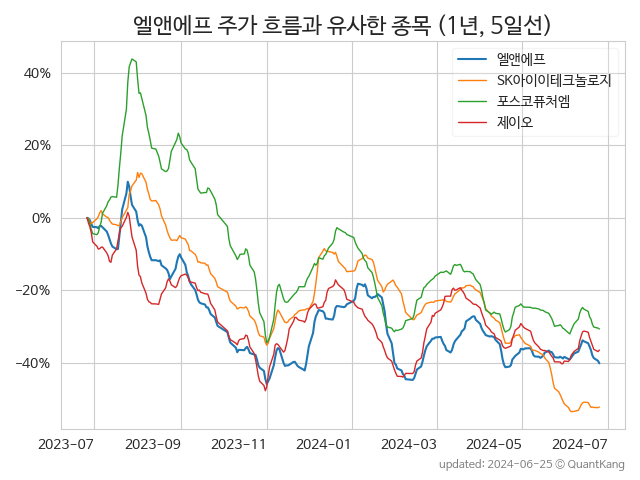 엘앤에프 주가 흐름과 유사한 종목 (1년, 5일선)
엘앤에프
SK아이이테크놀로지
포스코퓨처엠
제이오
40%
20%
0%
−20%
−40%
2023-07 2023-09 2023-11 2024-01 2024-03 2024-05 2024-07
updated: 2024-06-25 © QuantKang